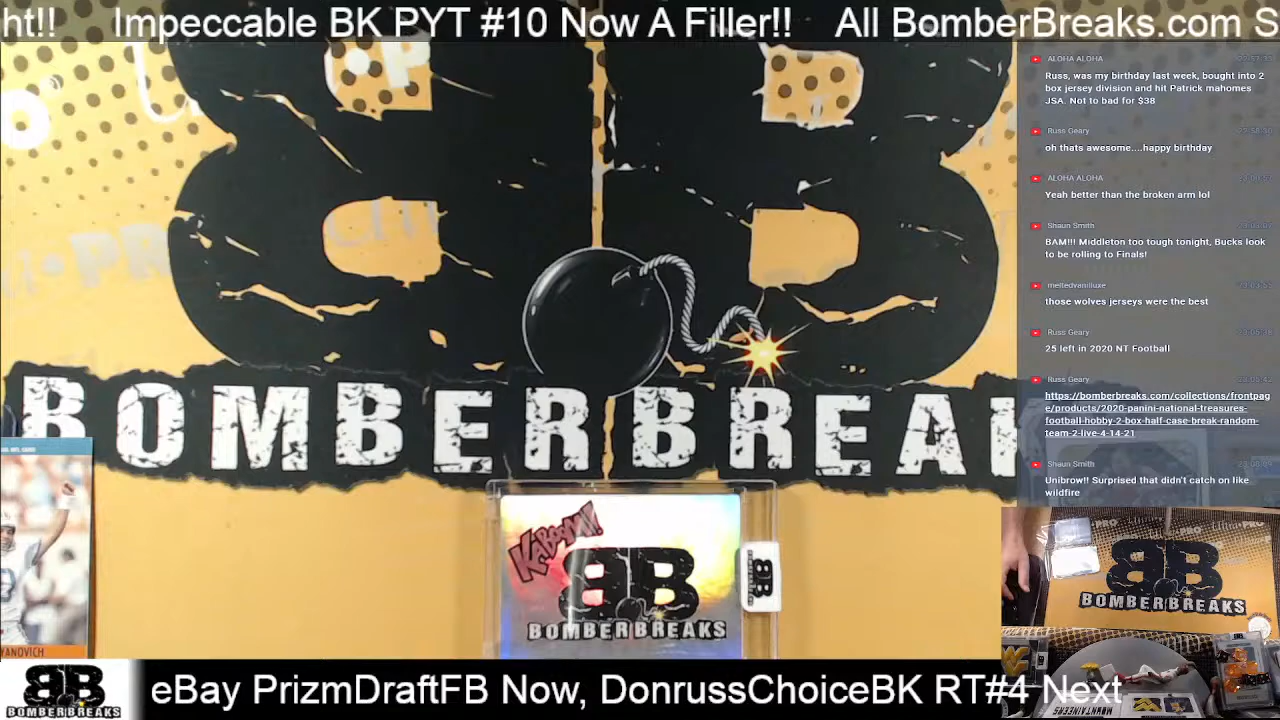 ht!! Impeccable BK PYT #10 Now A Filler!! All BomberBreaks.com S
ALOHA ALOHA
Russ, was my birthday last week, bought into 2
box jersey division and hit Patrick mahomes
JSA. Not to bad for $38
Russ Geary
oh thats awesome....happy birthday
ALOHA ALOHA
Yeah better than the broken arm lol
Shaun Smith
BAM!!! Middleton too tough tonight, Bucks look
to be rolling to Finals!
meltedvanilluxe
those wolves jerseys were the best
Russ Geary
25 left in 2020 NT Football
Russ Geary
https://bomberbreaks.com/collections/frontpag
e/products/2020-panini-national-treasures-
football-hobby-2-box-half-case-break-random-
team-2-live-4-14-21
Shaun Smith
Unibrow!! Surprised that didn't catch on like
wildfire
BB
BOMBERBREAK
KABOOM!
BB
BOMBERBREAKS
BB
YANOVICH
BB
BOMBERBREAKS
MOUNTAINEERS
BB
BOMBERBREAKS
eBay PrizmDraftFB Now, DonrussChoiceBK RT#4 Next